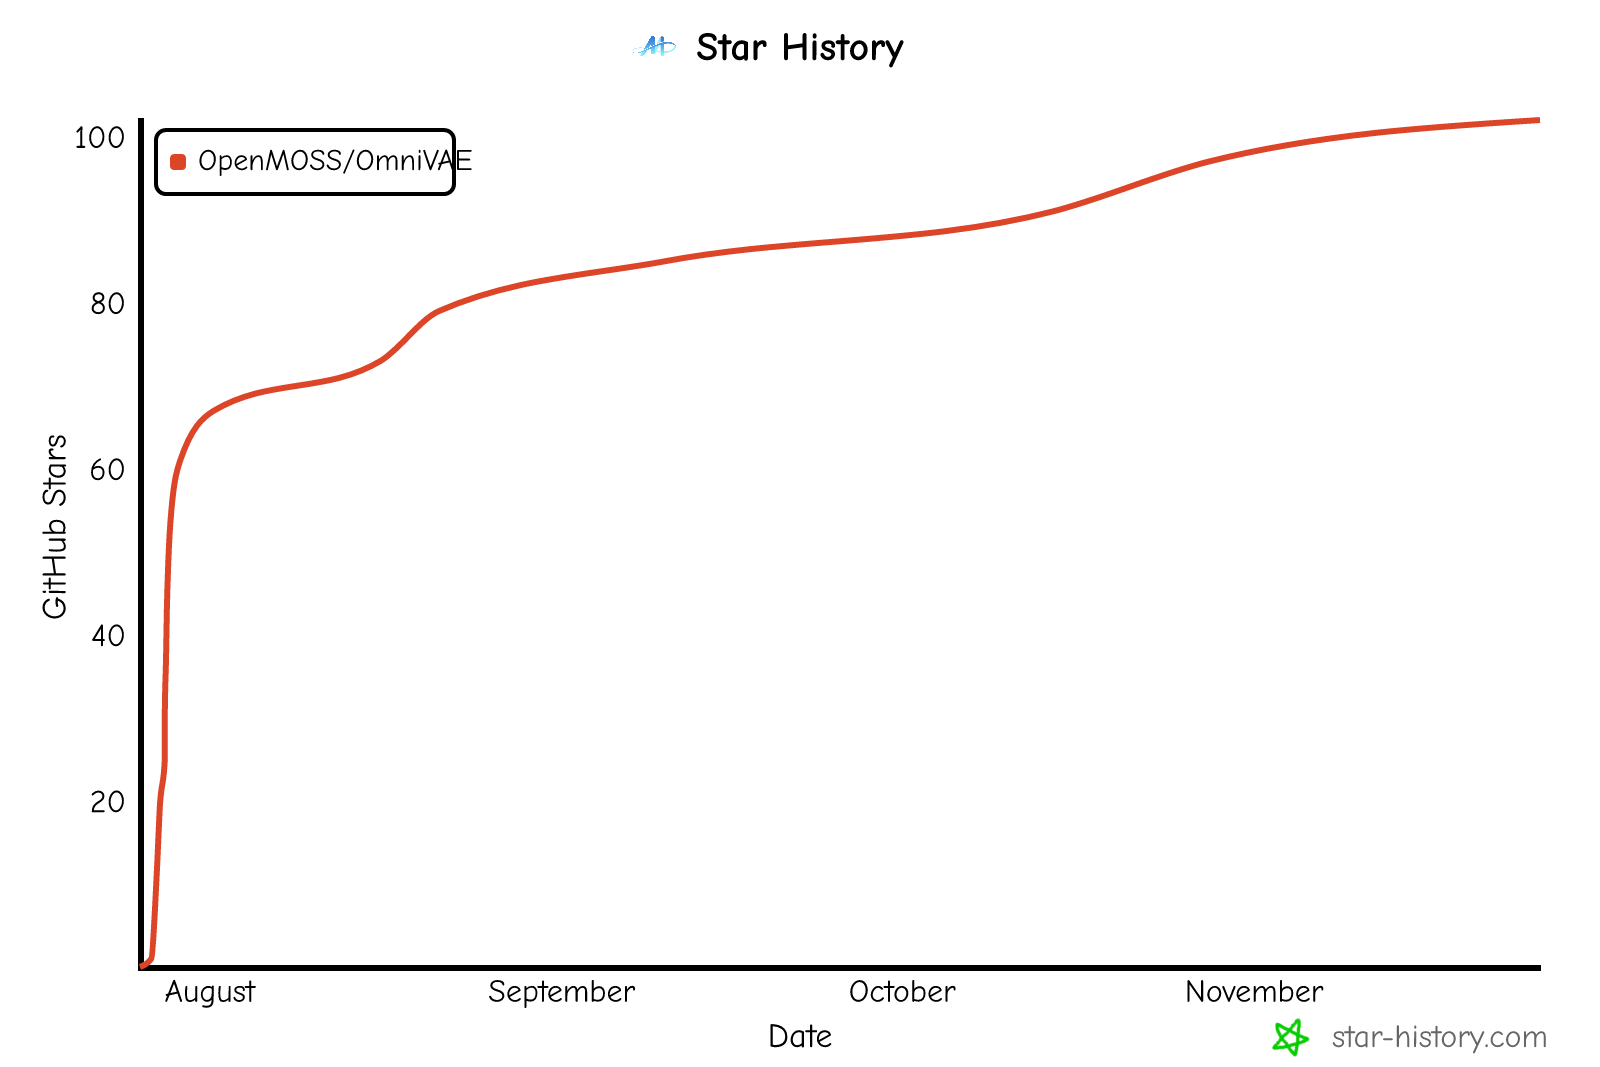 Star History
OpenMOSS/OmniVAE
100
80
60
40
20
GitHub Stars
August September October November
Date
star-history.com